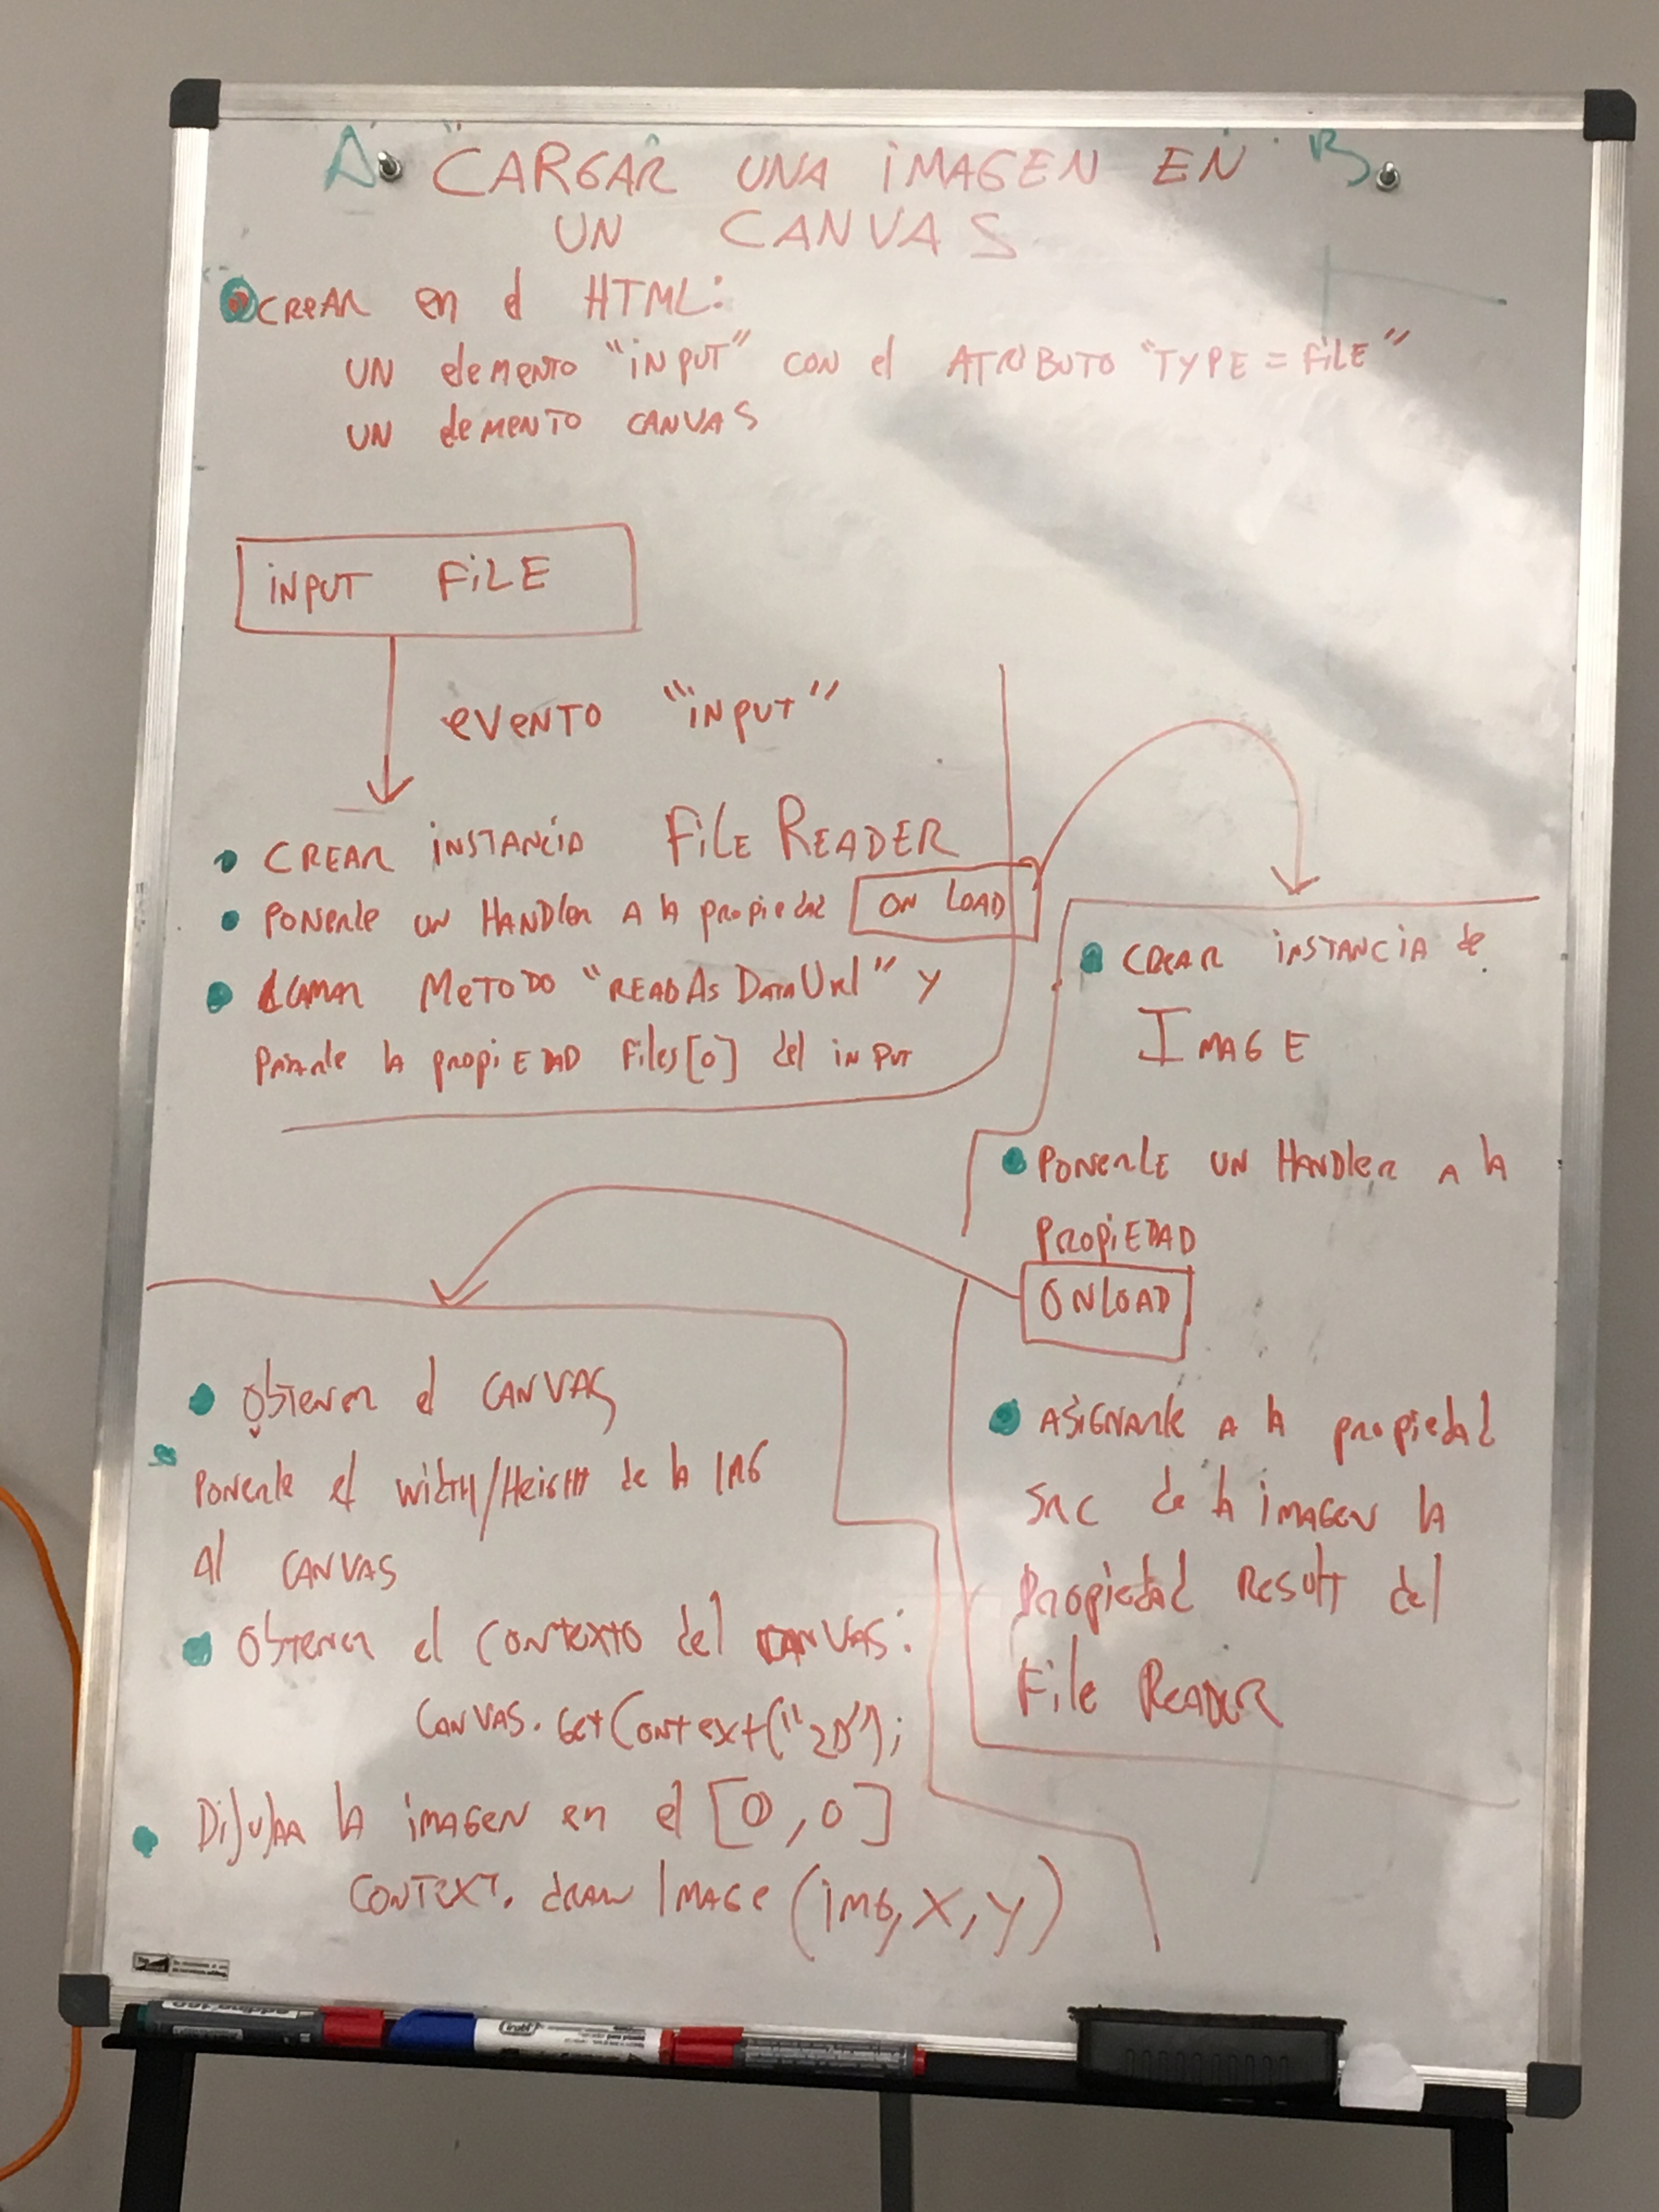 A. CARGAR UNA IMAGEN EN B.
UN CANVAS
CREAR en el HTML:
UN elemento "iNPUT" CON el ATRIBUTO "TYPE = FILE"
UN elemento CANVAS
INPUT FILE
evento "input"
CREAR INSTANCIA FILE READER
PONERLE UN HANDLER A la propiedad ON LOAD
LLAMAR METODO "READ AS DATA Url" y
PASARLE la propiEDAD Files[0] del iNPUT
CREAR INSTANCIA de
IMAGE
PONERLE UN HANDLER A la
PROPIEDAD
ONLOAD
ASIGNARLE A la propiedad
SRC de la imAGEN la
Propiedad Result del
File READER
Obtener el CANVAS
PONERLE el Width/Height de la IMG
Al CANVAS
Obtener el Contexto del CANVAS:
CANVAS.GetContext("2D");
Dibujar la imagen en el [0,0]
CONTEXT.drawImage(img,X,Y)